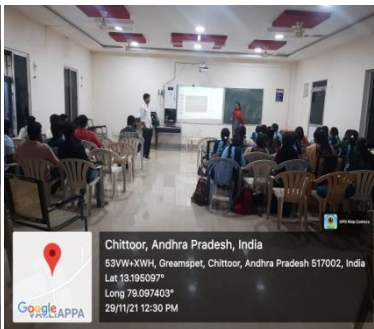 GPS Map Camera
Chittoor, Andhra Pradesh, India
53VW+XWH, Greamspet, Chittoor, Andhra Pradesh 517002, India
Lat 13.195097°
Long 79.097403°
29/11/21 12:30 PM
Google